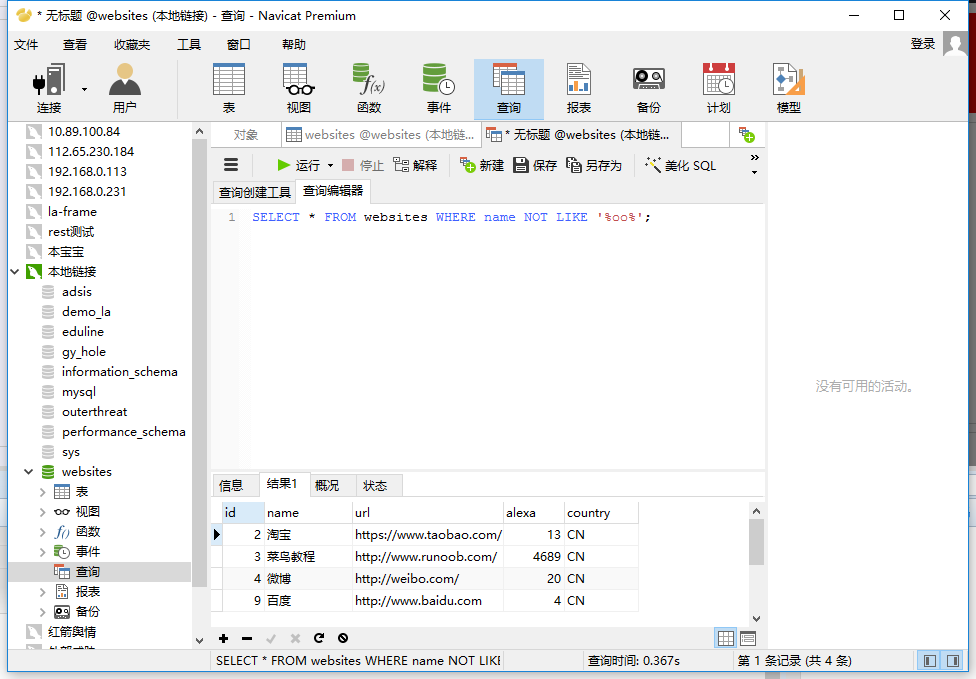 * 无标题 @websites (本地链接) - 查询 - Navicat Premium
文件 查看 收藏夹 工具 窗口 帮助 登录
连接 用户 表 视图 函数 事件 查询 报表 备份 计划 模型
10.89.100.84
112.65.230.184
192.168.0.113
192.168.0.231
la-frame
rest测试
本宝宝
本地链接
adsis
demo_la
eduline
gy_hole
information_schema
mysql
outerthreat
performance_schema
sys
websites
表
视图
函数
事件
查询
报表
备份
红箭舆情
对象 websites @websites (本地链... * 无标题 @websites (本地链...
运行 停止 解释 新建 保存 另存为 美化 SQL
查询创建工具 查询编辑器
1 SELECT * FROM websites WHERE name NOT LIKE '%oo%';
没有可用的活动。
信息 结果1 概况 状态
id name url alexa country
2 淘宝 https://www.taobao.com/ 13 CN
3 菜鸟教程 http://www.runoob.com/ 4689 CN
4 微博 http://weibo.com/ 20 CN
9 百度 http://www.baidu.com 4 CN
SELECT * FROM websites WHERE name NOT LIKE 查询时间: 0.367s 第 1 条记录 (共 4 条)